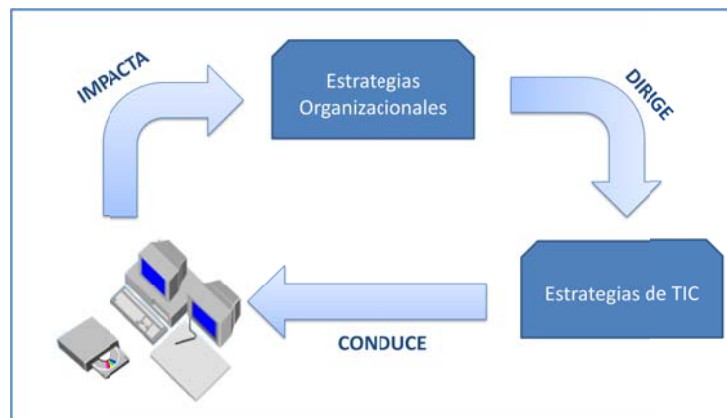 IMPACTA
Estrategias
Organizacionales
DIRIGE
Estrategias de TIC
CONDUCE